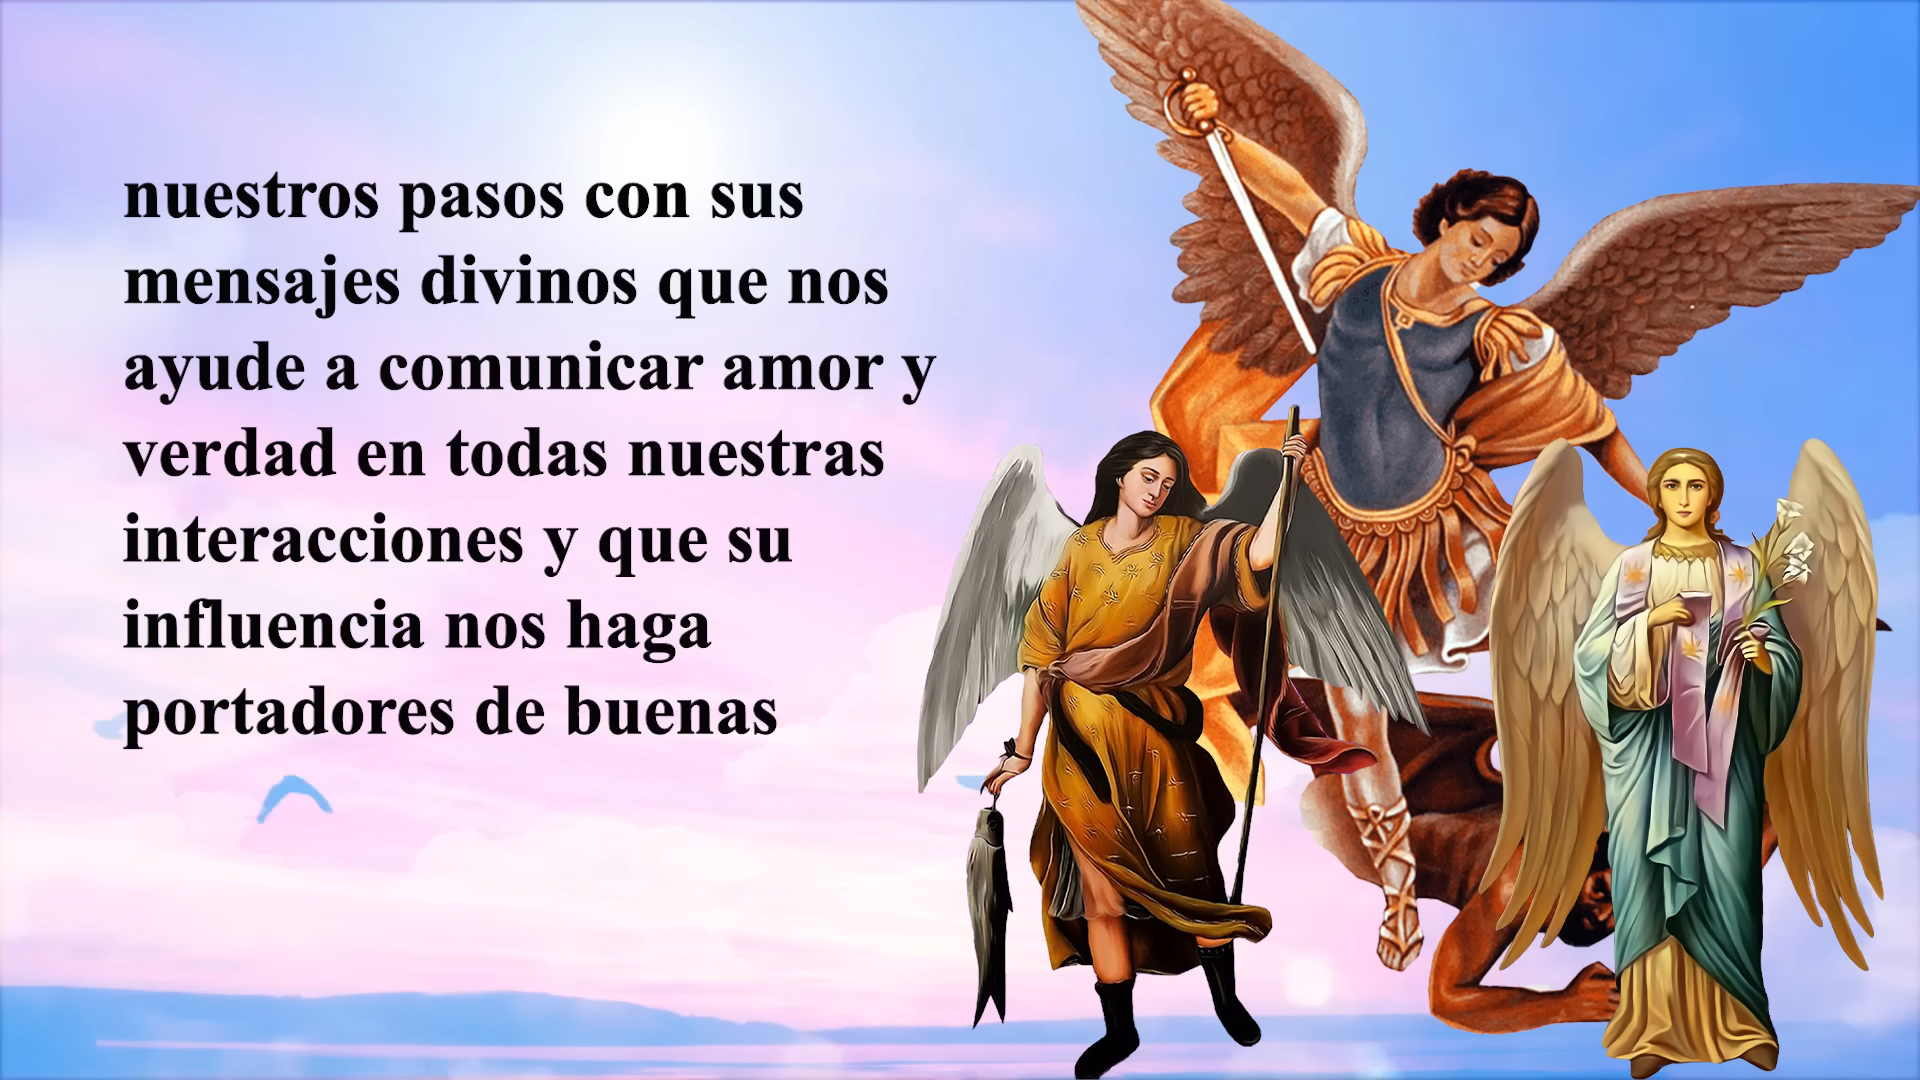 nuestros pasos con sus
mensajes divinos que nos
ayude a comunicar amor y
verdad en todas nuestras
interacciones y que su
influencia nos haga
portadores de buenas